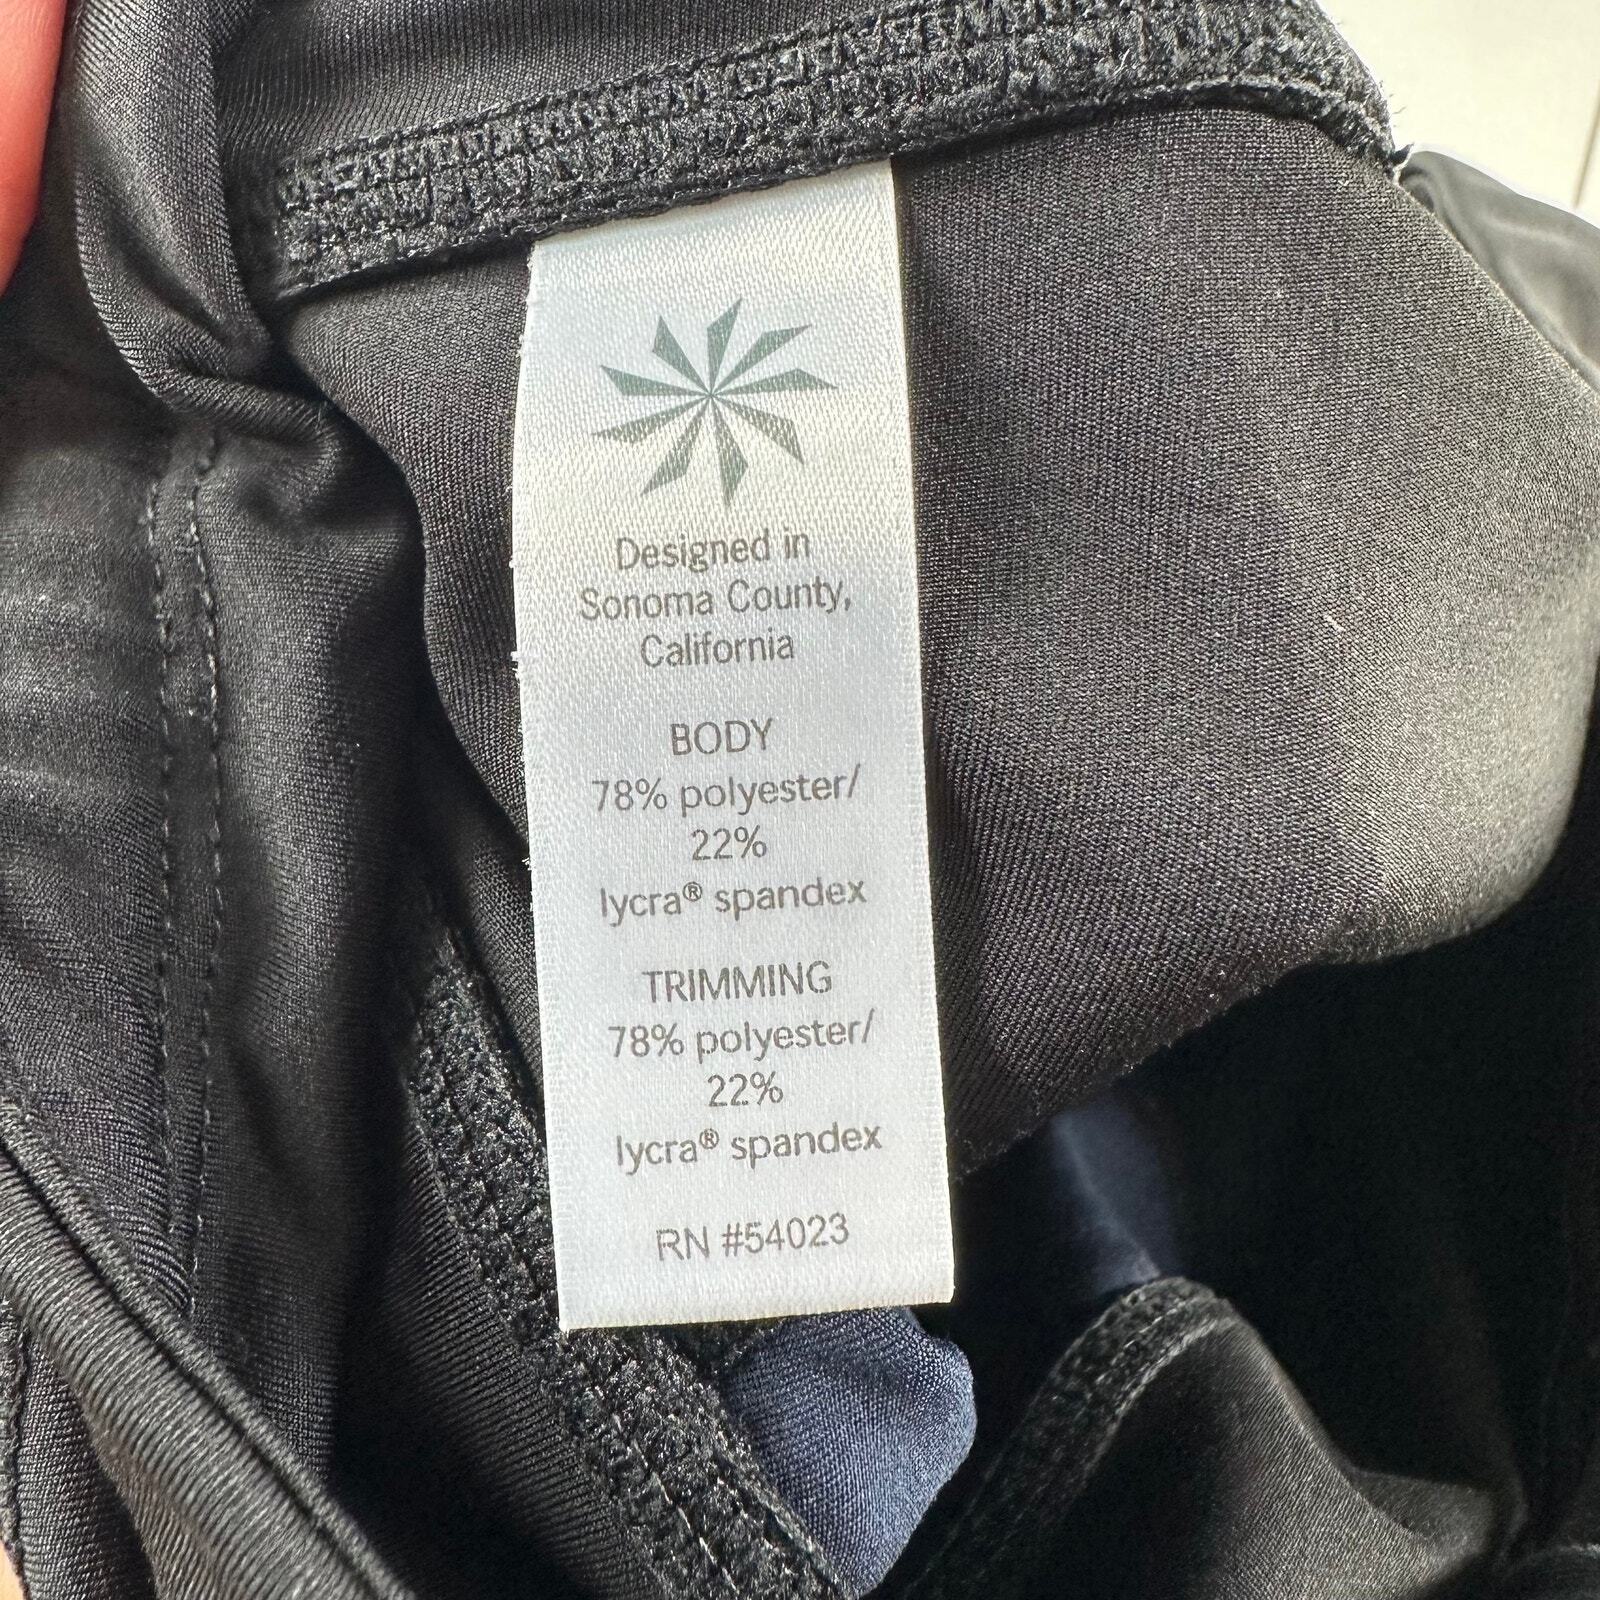 Designed in
Sonoma County,
California
BODY
78% polyester/
22%
lycra® spandex
TRIMMING
78% polyester/
22%
lycra® spandex
RN #54023